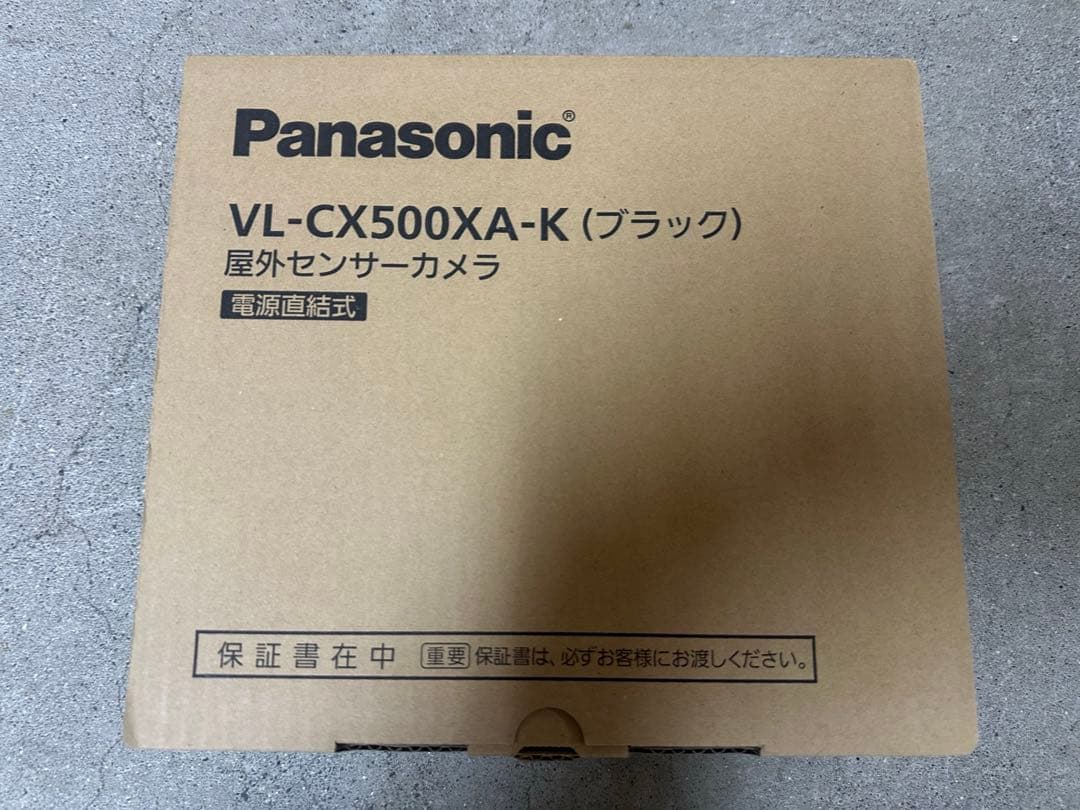 Panasonic®
VL-CX500XA-K (ブラック)
屋外センサーカメラ
電源直結式
保証書在中 重要 保証書は、必ずお客様にお渡しください。